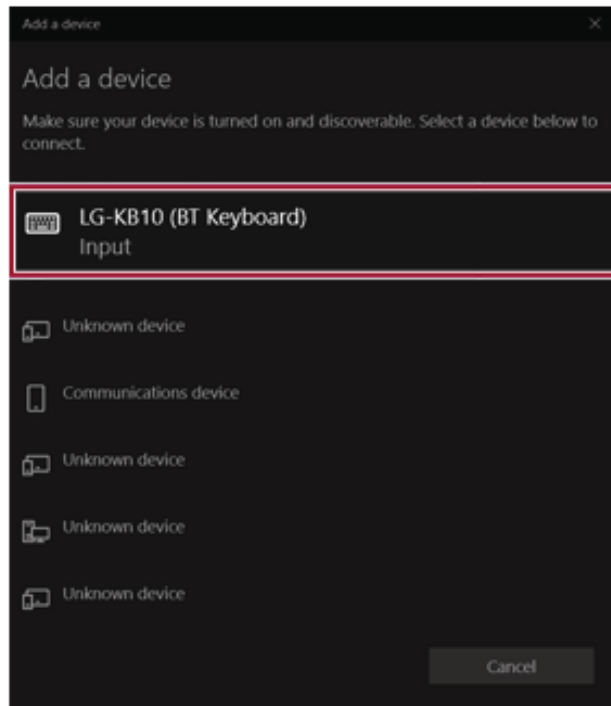 Add a device
Add a device
Make sure your device is turned on and discoverable. Select a device below to
connect.
LG-KB10 (BT Keyboard)
Input
Unknown device
Communications device
Unknown device
Unknown device
Unknown device
Cancel